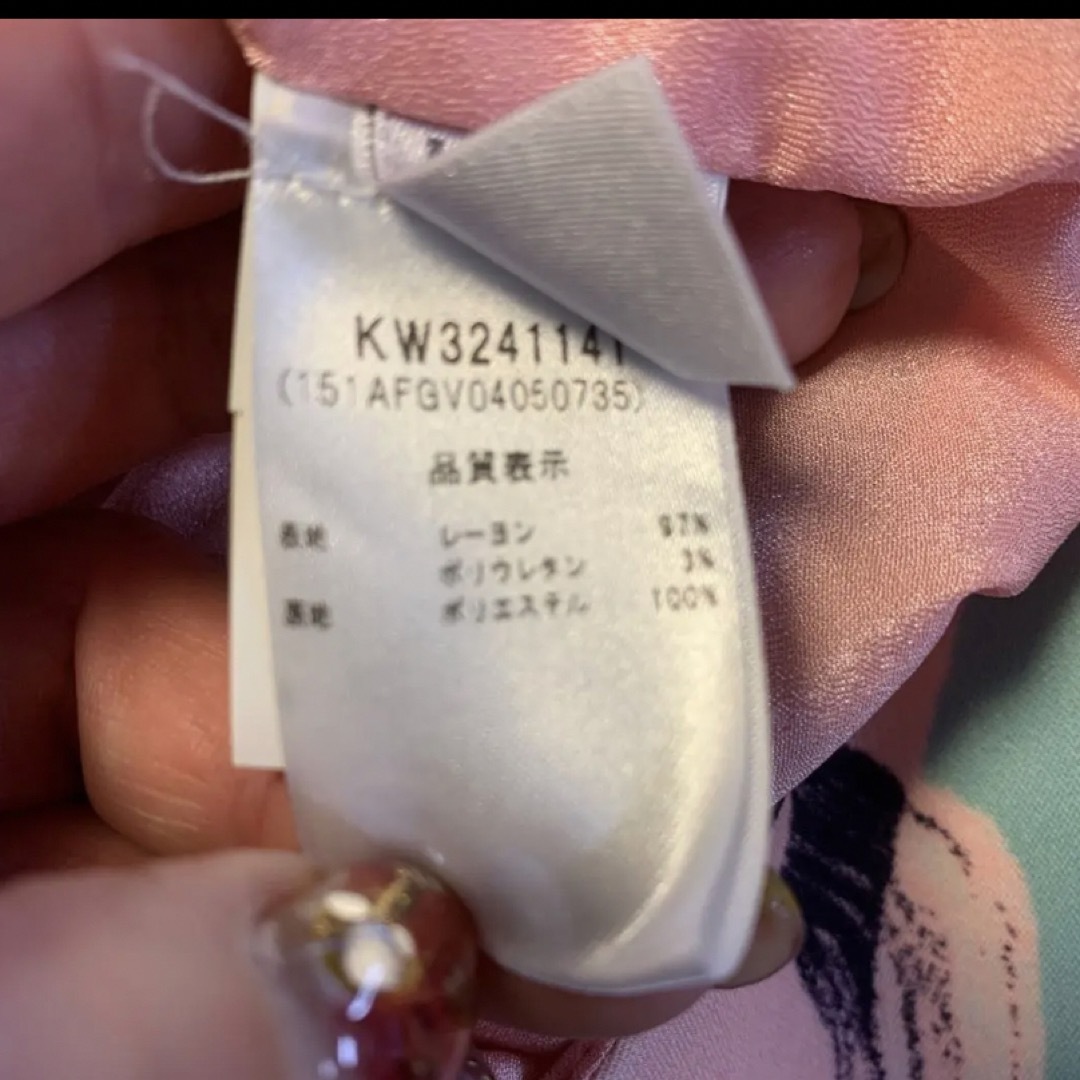 KW3241141
(151AFGV04050735)
品質表示
表地 レーヨン 97%
ポリウレタン 3%
裏地 ポリエステル 100%